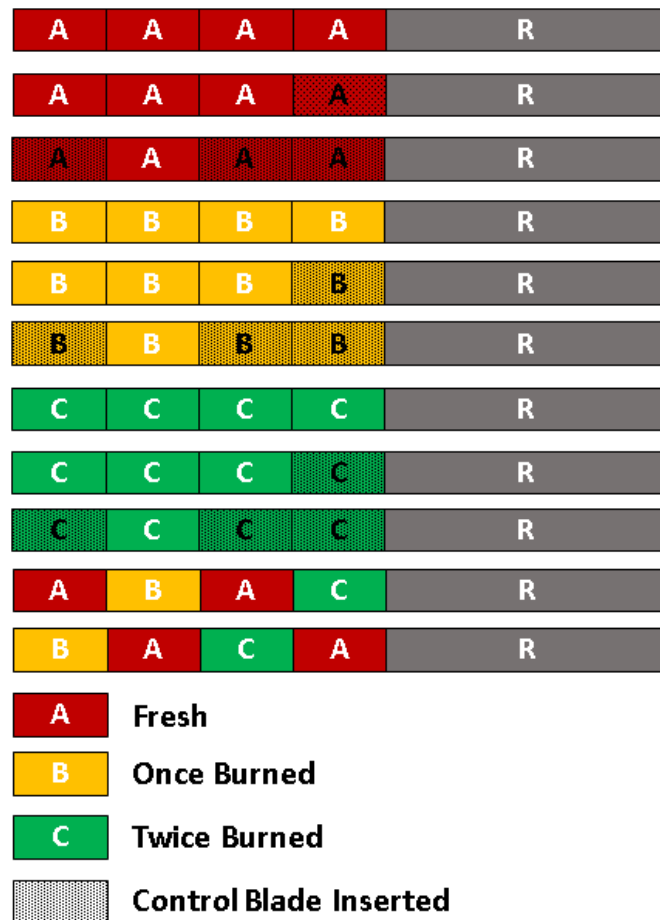 A A A A R
A A A A R
A A A A R
B B B B R
B B B B R
B B B B R
C C C C R
C C C C R
C C C C R
A B A C R
B A C A R
A Fresh
B Once Burned
C Twice Burned
Control Blade Inserted